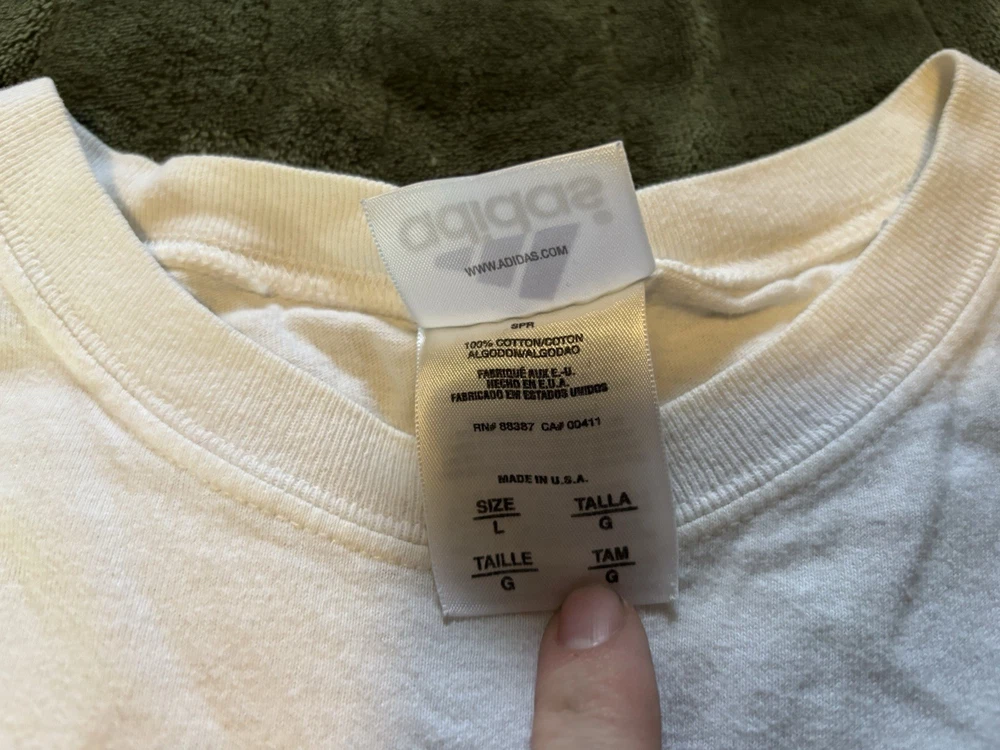 adidas
WWW.ADIDAS.COM
SPR
100% COTTON/COTON
ALGODON/ALGODAO
FABRIQUÉ AUX E.-U.
HECHO EN E.U.A.
FABRICADO EM ESTADOS UNIDOS
RN# 88387 CA# 00411
MADE IN U.S.A.
SIZE TALLA
L G
TAILLE TAM
G G